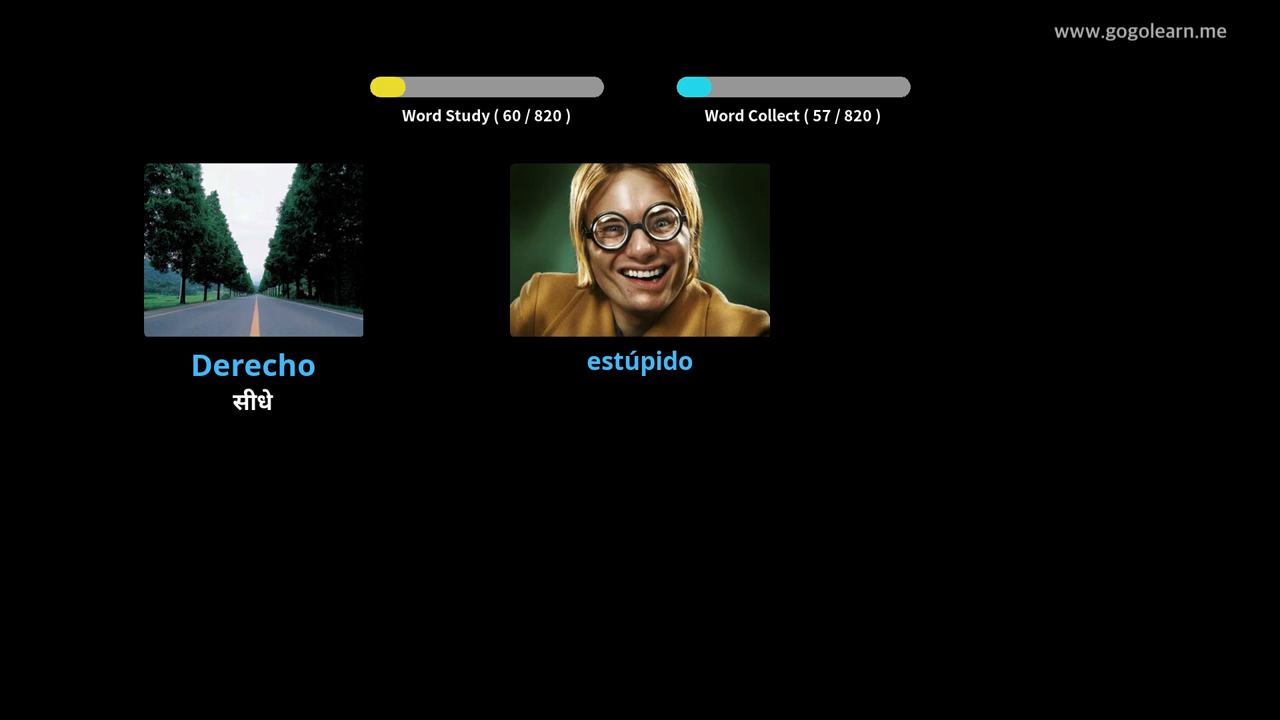 www.gogolearn.me
Word Study ( 60 / 820 )
Word Collect ( 57 / 820 )
Derecho
सीधे
estúpido